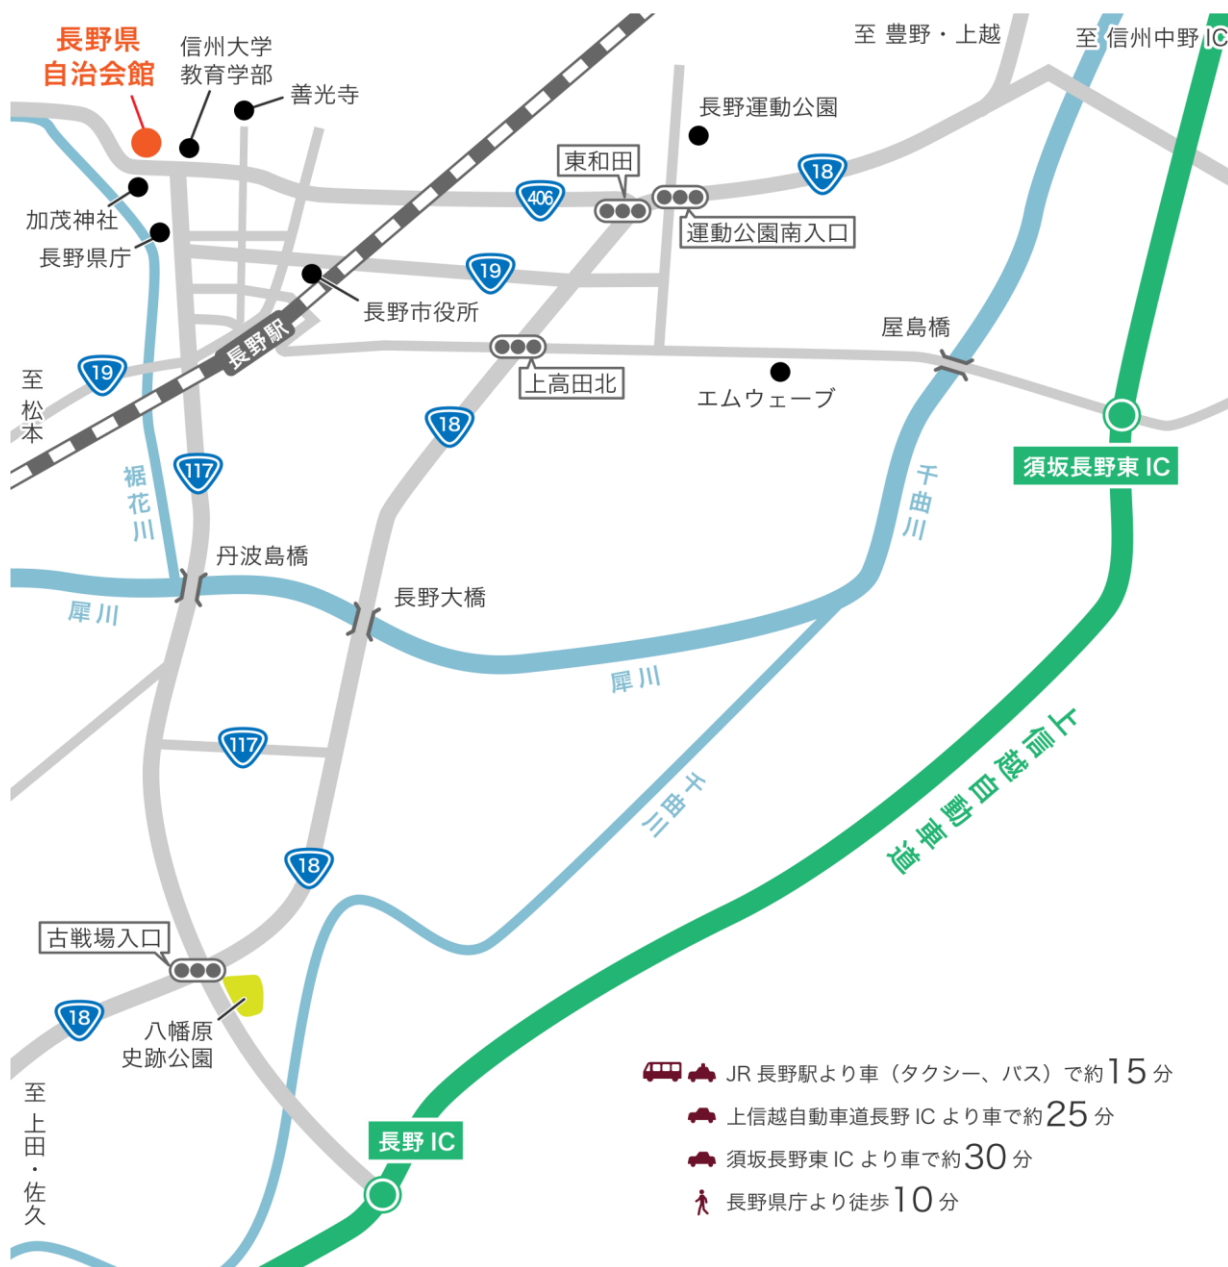 長野県
自治会館
信州大学
教育学部
善光寺
至 豊野・上越
至 信州中野 IC
長野運動公園
東和田
18
406
運動公園南入口
加茂神社
長野県庁
19
長野市役所
長野駅
屋島橋
19
至 松本
上高田北
エムウェーブ
18
117
裾花川
千曲川
須坂長野東 IC
丹波島橋
長野大橋
犀川
犀川
上信越自動車道
117
千曲川
18
古戦場入口
18
八幡原
史跡公園
至 上田・佐久
長野 IC
JR 長野駅より車（タクシー、バス）で約15 分
上信越自動車道長野 IC より車で約25 分
須坂長野東 IC より車で約30 分
長野県庁より徒歩10 分